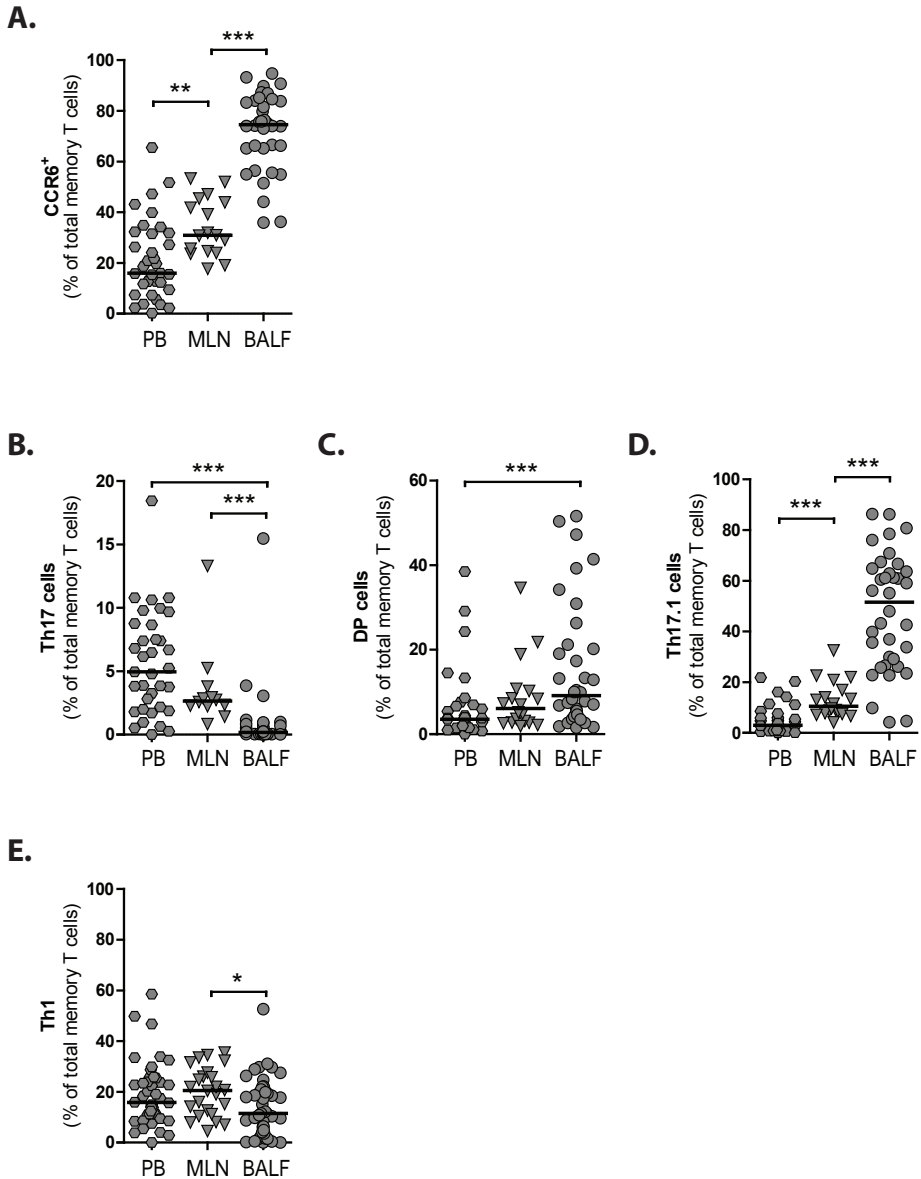 A.
***
**
100
80
60
40
20
0
CCR6+
(% of total memory T cells)
PB MLN BALF
B.
***
***
20
15
10
5
0
Th17 cells
(% of total memory T cells)
PB MLN BALF
C.
***
60
40
20
0
DP cells
(% of total memory T cells)
PB MLN BALF
D.
***
***
100
80
60
40
20
0
Th17.1 cells
(% of total memory T cells)
PB MLN BALF
E.
*
100
80
60
40
20
0
Th1
(% of total memory T cells)
PB MLN BALF